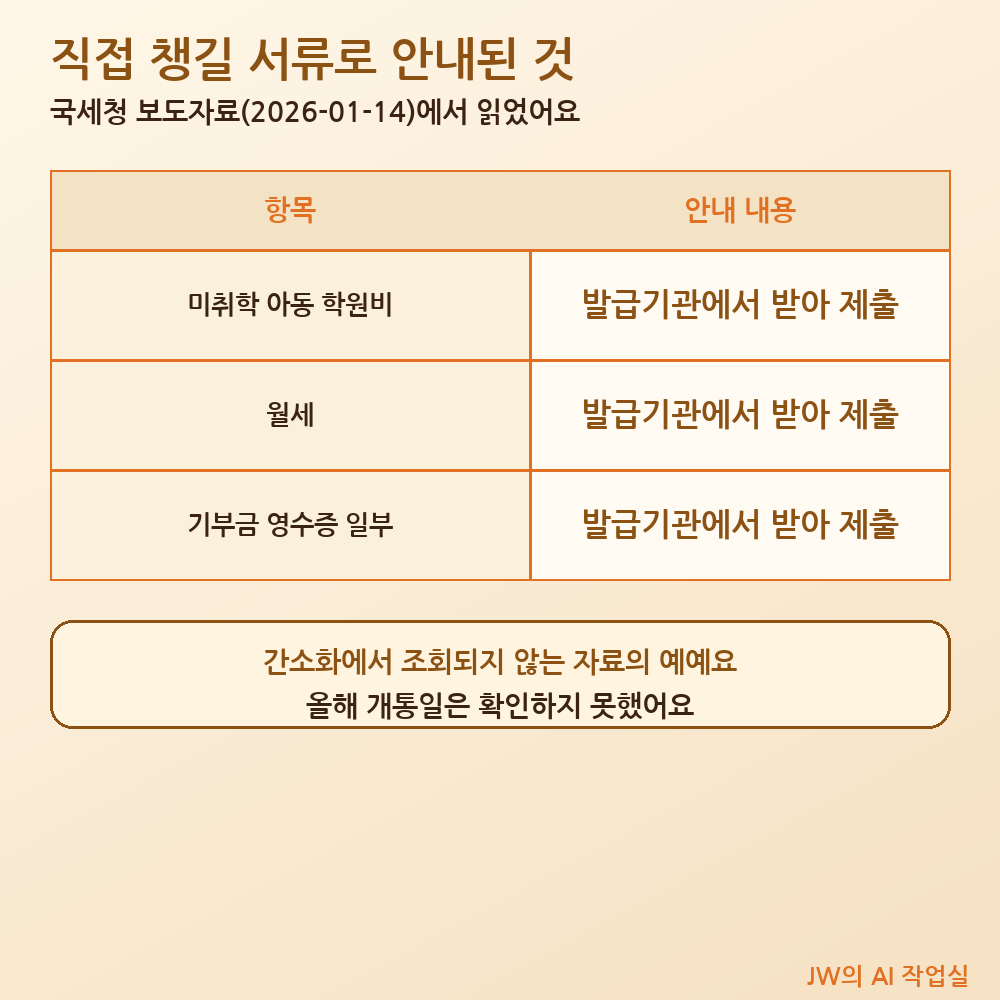 직접 챙길 서류로 안내된 것
국세청 보도자료(2026-01-14)에서 읽었어요
항목 안내 내용
미취학 아동 학원비 발급기관에서 받아 제출
월세 발급기관에서 받아 제출
기부금 영수증 일부 발급기관에서 받아 제출
간소화에서 조회되지 않는 자료의 예예요
올해 개통일은 확인하지 못했어요
JW의 AI 작업실